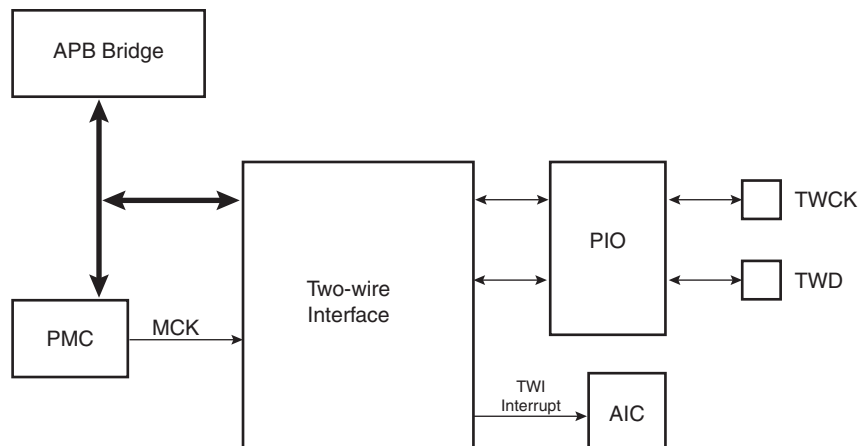 APB Bridge
TWCK
PIO
TWD
Two-wire
Interface
MCK
PMC
TWI
Interrupt
AIC